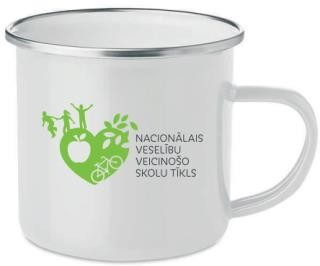 NACIONĀLAIS
VESELĪBU
VEICINOŠO
SKOLU TĪKLS